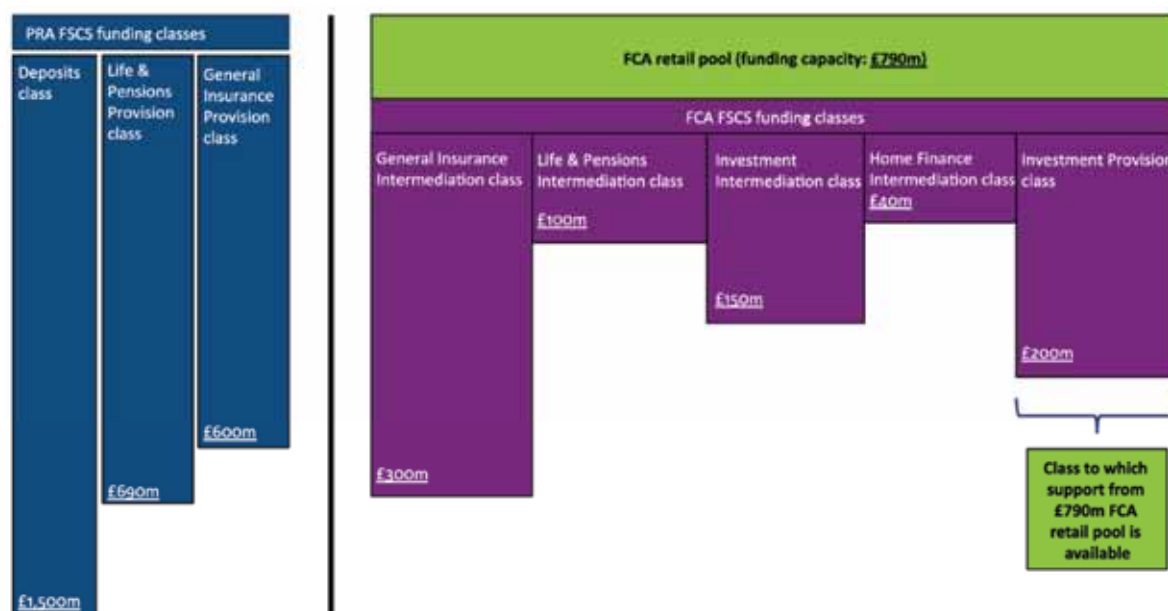 PRA FSCS funding classes
Deposits
class
£1,500m
Life &
Pensions
Provision
class
£690m
General
Insurance
Provision
class
£600m
FCA retail pool (funding capacity: £790m)
FCA FSCS funding classes
General Insurance
Intermediation class
£300m
Life & Pensions
Intermediation class
£100m
Investment
Intermediation class
£150m
Home Finance
Intermediation class
£40m
Investment Provision
class
£200m
Class to which
support from
£790m FCA
retail pool is
available